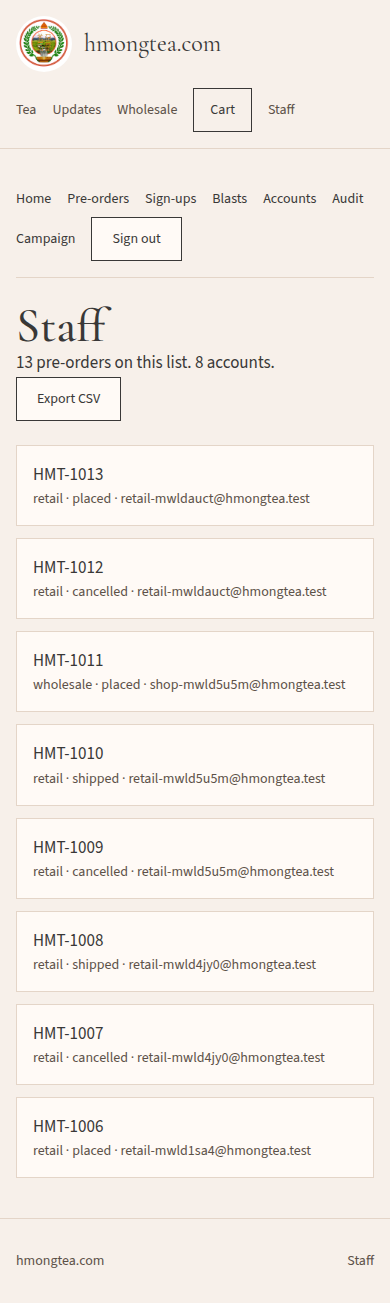 hmongtea.com
Tea Updates Wholesale Cart Staff
Home Pre-orders Sign-ups Blasts Accounts Audit
Campaign Sign out
Staff
13 pre-orders on this list. 8 accounts.
Export CSV
HMT-1013
retail · placed · retail-mwldauct@hmongtea.test
HMT-1012
retail · cancelled · retail-mwldauct@hmongtea.test
HMT-1011
wholesale · placed · shop-mwld5u5m@hmongtea.test
HMT-1010
retail · shipped · retail-mwld5u5m@hmongtea.test
HMT-1009
retail · cancelled · retail-mwld5u5m@hmongtea.test
HMT-1008
retail · shipped · retail-mwld4jy0@hmongtea.test
HMT-1007
retail · cancelled · retail-mwld4jy0@hmongtea.test
HMT-1006
retail · placed · retail-mwld1sa4@hmongtea.test
hmongtea.com Staff